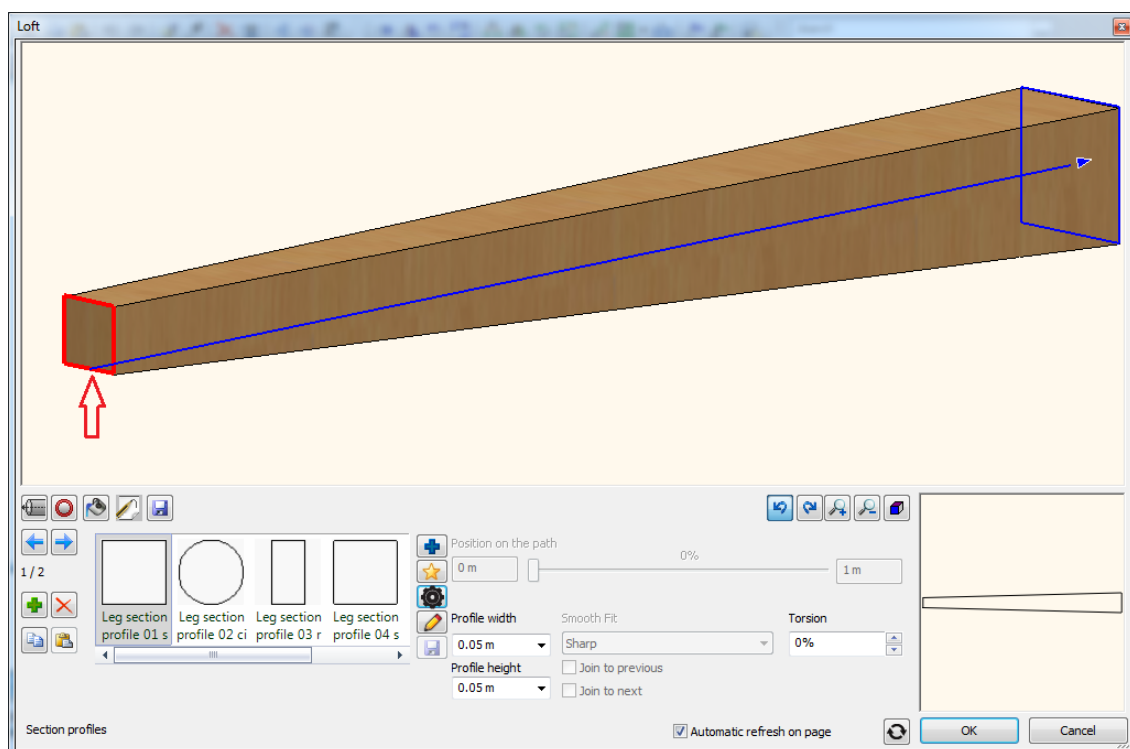 Loft
Position on the path
0%
1 / 2
0 m
1 m
Leg section
profile 01 s
Leg section
profile 02 ci
Leg section
profile 03 r
Leg section
profile 04 s
Profile width
Smooth Fit
Torsion
0.05 m
Sharp
0%
Profile height
Join to previous
0.05 m
Join to next
Section profiles
Automatic refresh on page
OK
Cancel